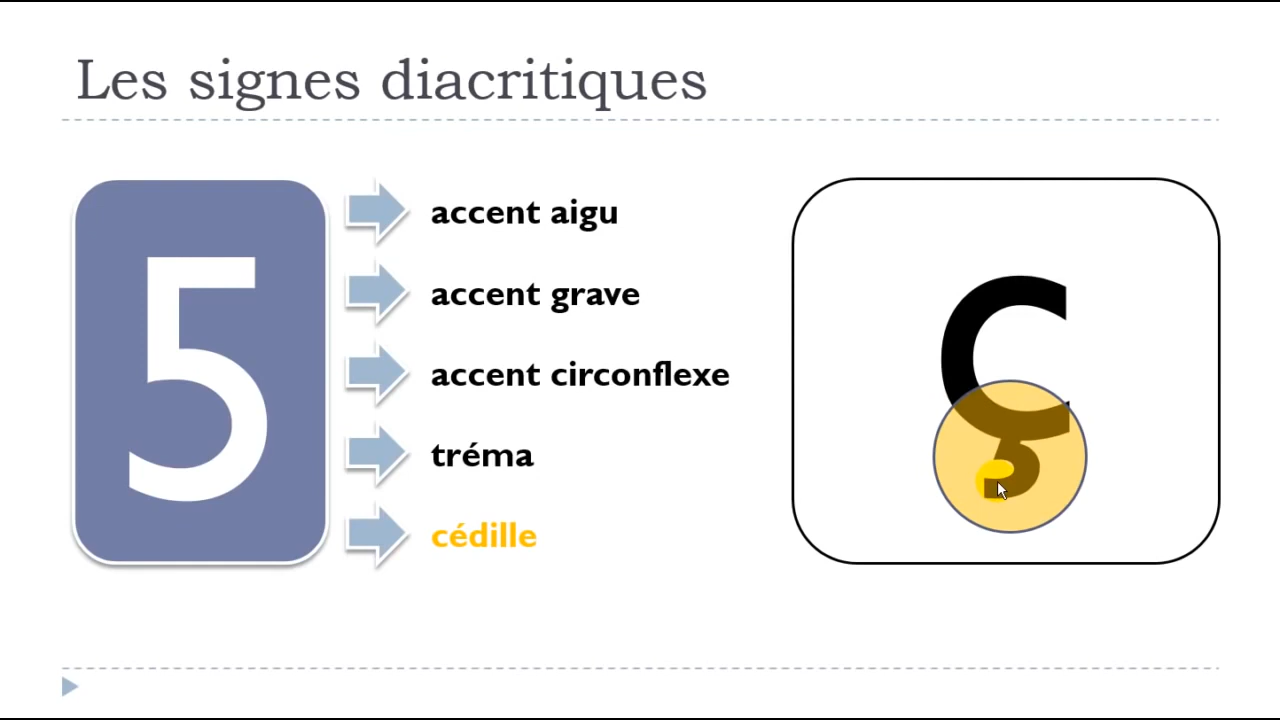 Les signes diacritiques
5
accent aigu
accent grave
accent circonflexe
tréma
cédille
ç